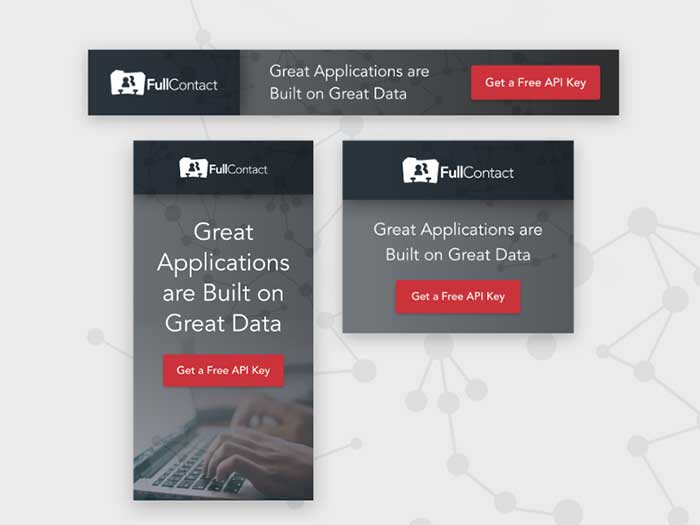 FullContact
Great Applications are
Built on Great Data
Get a Free API Key
FullContact
Great
Applications
are Built on
Great Data
Get a Free API Key
FullContact
Great Applications are
Built on Great Data
Get a Free API Key